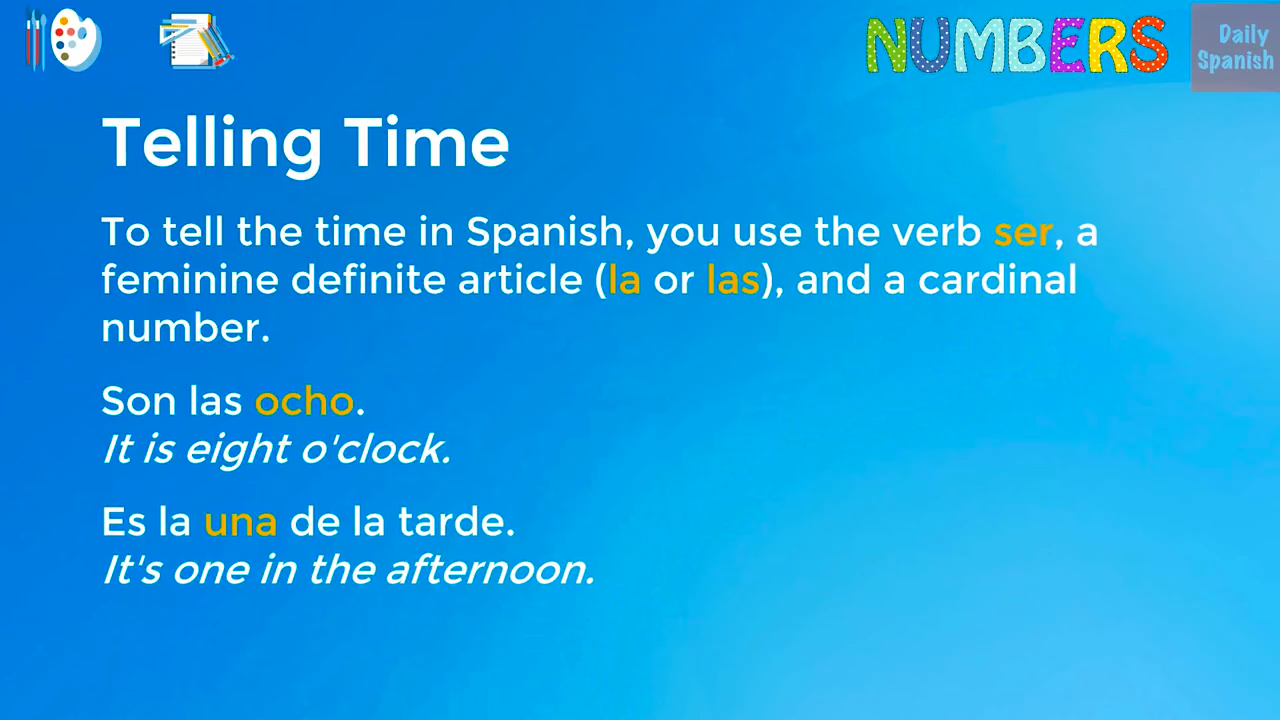 NUMBERS
Daily
Spanish
Telling Time
To tell the time in Spanish, you use the verb ser, a
feminine definite article (la or las), and a cardinal
number.
Son las ocho.
It is eight o'clock.
Es la una de la tarde.
It's one in the afternoon.